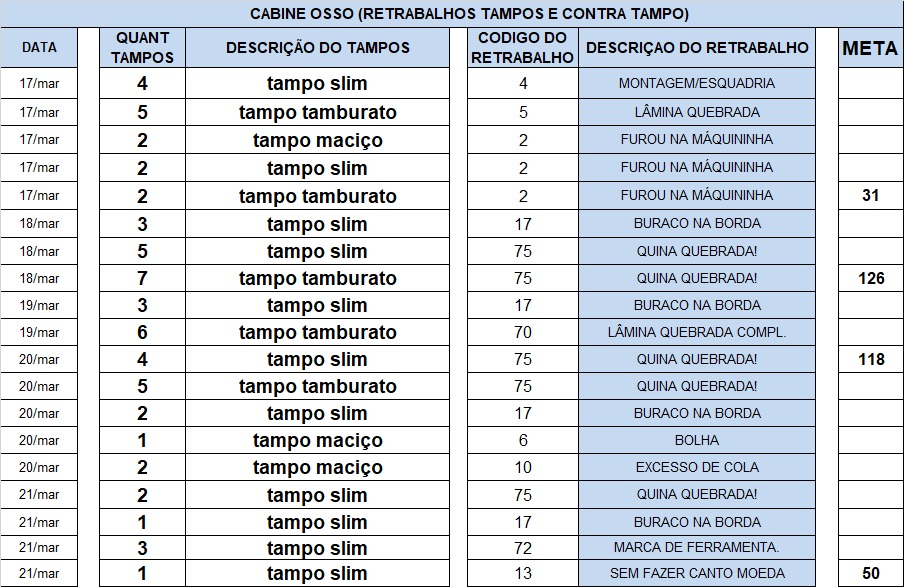 CABINE OSSO (RETRABALHOS TAMPOS E CONTRA TAMPO)
DATA QUANT TAMPOS DESCRIÇÃO DO TAMPOS CODIGO DO RETRABALHO DESCRIÇAO DO RETRABALHO META
17/mar 4 tampo slim 4 MONTAGEM/ESQUADRIA
17/mar 5 tampo tamburato 5 LÂMINA QUEBRADA
17/mar 2 tampo maciço 2 FUROU NA MÁQUININHA
17/mar 2 tampo slim 2 FUROU NA MÁQUININHA
17/mar 2 tampo tamburato 2 FUROU NA MÁQUININHA 31
18/mar 3 tampo slim 17 BURACO NA BORDA
18/mar 5 tampo slim 75 QUINA QUEBRADA!
18/mar 7 tampo tamburato 75 QUINA QUEBRADA! 126
19/mar 3 tampo slim 17 BURACO NA BORDA
19/mar 6 tampo tamburato 70 LÂMINA QUEBRADA COMPL.
20/mar 4 tampo slim 75 QUINA QUEBRADA! 118
20/mar 5 tampo tamburato 75 QUINA QUEBRADA!
20/mar 2 tampo slim 17 BURACO NA BORDA
20/mar 1 tampo maciço 6 BOLHA
20/mar 2 tampo maciço 10 EXCESSO DE COLA
21/mar 2 tampo slim 75 QUINA QUEBRADA!
21/mar 1 tampo slim 17 BURACO NA BORDA
21/mar 3 tampo slim 72 MARCA DE FERRAMENTA.
21/mar 1 tampo slim 13 SEM FAZER CANTO MOEDA 50